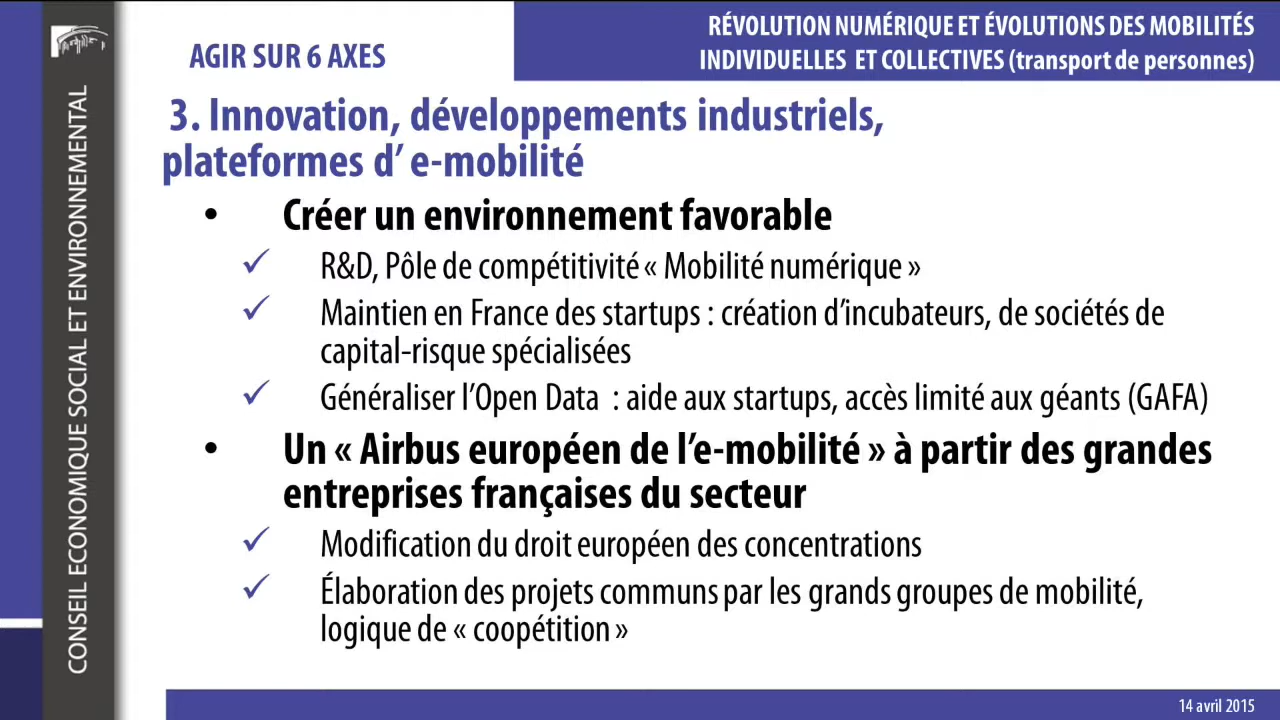 RÉVOLUTION NUMÉRIQUE ET ÉVOLUTIONS DES MOBILITÉS
INDIVIDUELLES ET COLLECTIVES (transport de personnes)
AGIR SUR 6 AXES
CONSEIL ECONOMIQUE SOCIAL ET ENVIRONNEMENTAL
3. Innovation, développements industriels,
plateformes d’ e-mobilité
• Créer un environnement favorable
✓ R&D, Pôle de compétitivité « Mobilité numérique »
✓ Maintien en France des startups : création d’incubateurs, de sociétés de
capital-risque spécialisées
✓ Généraliser l’Open Data : aide aux startups, accès limité aux géants (GAFA)
• Un « Airbus européen de l’e-mobilité » à partir des grandes
entreprises françaises du secteur
✓ Modification du droit européen des concentrations
✓ Élaboration des projets communs par les grands groupes de mobilité,
logique de « coopétition »
14 avril 2015